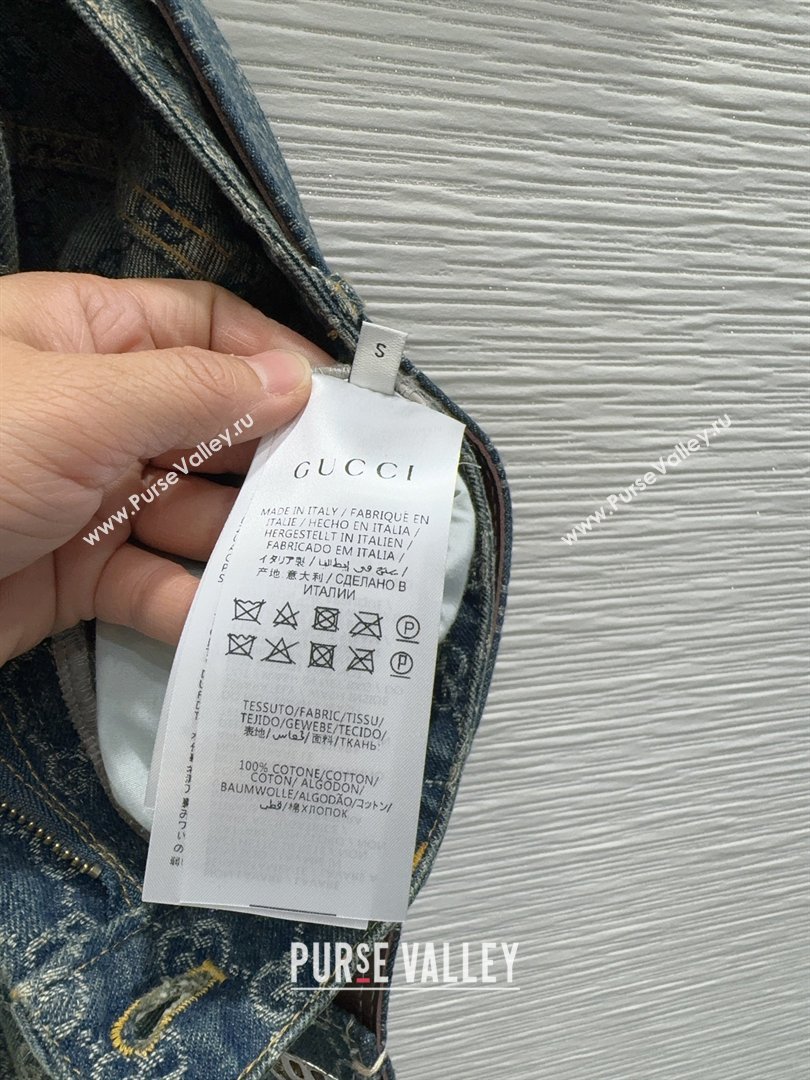 S
GUCCI
MADE IN ITALY / FABRIQUÉ EN
ITALIE / HECHO EN ITALIA /
HERGESTELLT IN ITALIEN /
FABRICADO EM ITALIA /
イタリア製 / صنع في إيطاليا /
产地 意大利 / СДЕЛАНО В
ИТАЛИИ
P
P
TESSUTO/FABRIC/TISSU/
TEJIDO/GEWEBE/TECIDO/
表地/قماش/面料/ТКАНЬ
100% COTONE/COTTON/
COTON/ ALGODON/
BAUMWOLLE/ALGODÃO/コットン/
قطن/棉 ХЛОПОК
www.PurseValley.ru
www.PurseValley.ru
PURSE VALLEY